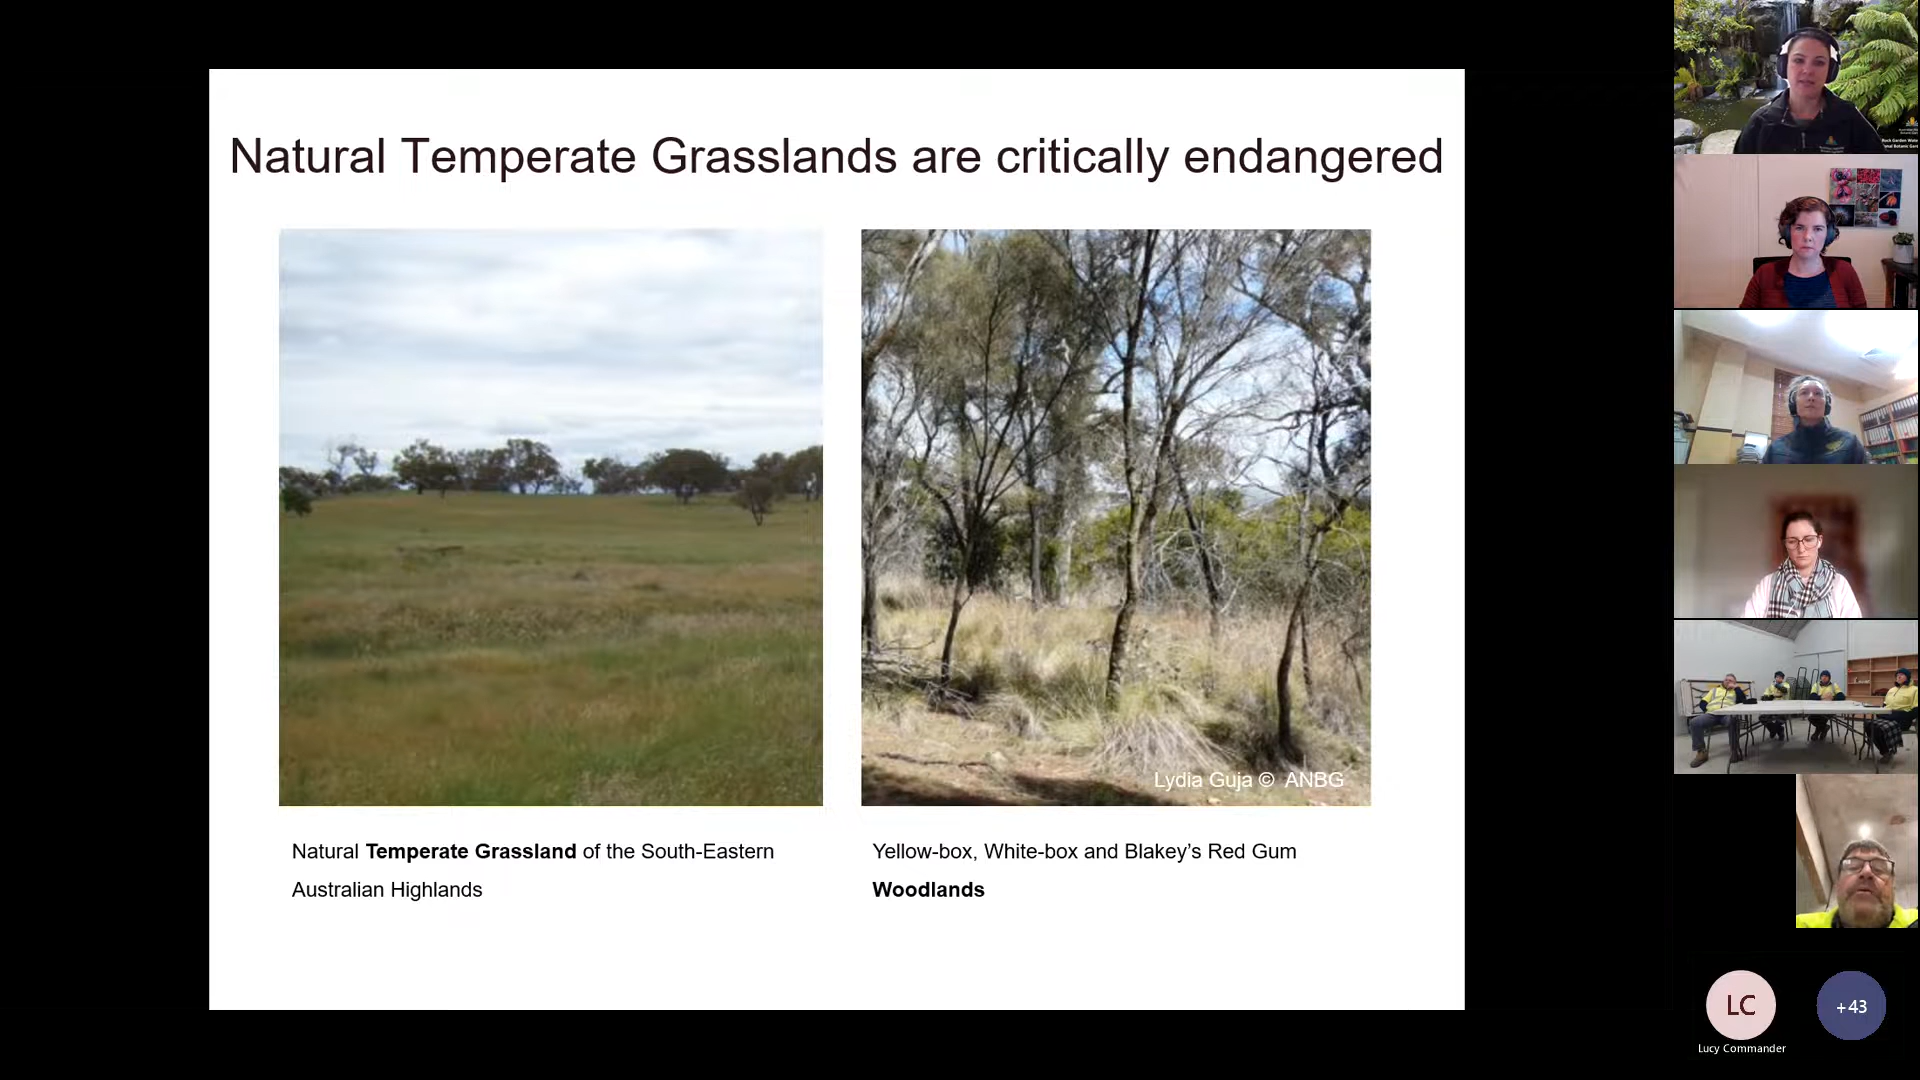 Natural Temperate Grasslands are critically endangered
Lydia Guja © ANBG
Natural Temperate Grassland of the South-Eastern
Australian Highlands
Yellow-box, White-box and Blakey's Red Gum
Woodlands
LC
+43
Lucy Commander